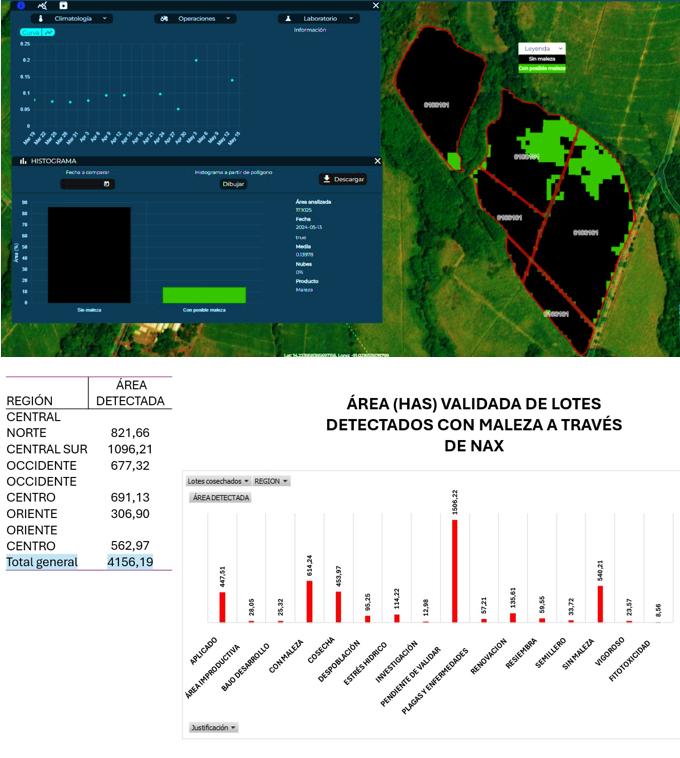 Climatología
Operaciones
Laboratorio
Curva
Información
0.25
0.2
0.15
0.1
0.05
0
Mar 19
Mar 22
Mar 25
Mar 28
Mar 31
Apr 3
Apr 6
Apr 9
Apr 12
Apr 15
Apr 18
Apr 21
Apr 24
Apr 27
Apr 30
May 3
May 6
May 9
May 12
May 15
Leyenda
Sin maleza
Con posible maleza
0100101
0100101
0100101
0100101
0100101
HISTOGRAMA
Fecha a comparar
Histograma a partir de polígono
Dibujar
Descargar
Área (%)
90
80
70
60
50
40
30
20
10
0
Sin maleza
Con posible maleza
Área analizada
17.1025
Fecha
2024-05-13
true
Media
0.13978
Nubes
0%
Producto
Maleza
REGIÓN ÁREA DETECTADA
CENTRAL
NORTE 821,66
CENTRAL SUR 1096,21
OCCIDENTE 677,32
OCCIDENTE
CENTRO 691,13
ORIENTE 306,90
ORIENTE
CENTRO 562,97
Total general 4156,19
ÁREA (HAS) VALIDADA DE LOTES
DETECTADOS CON MALEZA A TRAVÉS
DE NAX
Lotes cosechados REGION
ÁREA DETECTADA
447,51
28,05
25,32
614,24
453,97
95,25
114,22
12,98
1506,22
57,21
135,61
59,55
33,72
540,21
23,57
8,56
APLICADO
ÁREA IMPRODUCTIVA
BAJO DESARROLLO
CON MALEZA
COSECHA
DESPOBLACIÓN
ESTRÉS HIDRICO
INVESTIGACIÓN
PENDIENTE DE VALIDAR
PLAGAS Y ENFERMEDADES
RENOVACION
RESIEMBRA
SEMILLERO
SIN MALEZA
VIGOROSO
FITOTOXICIDAD
Justificación